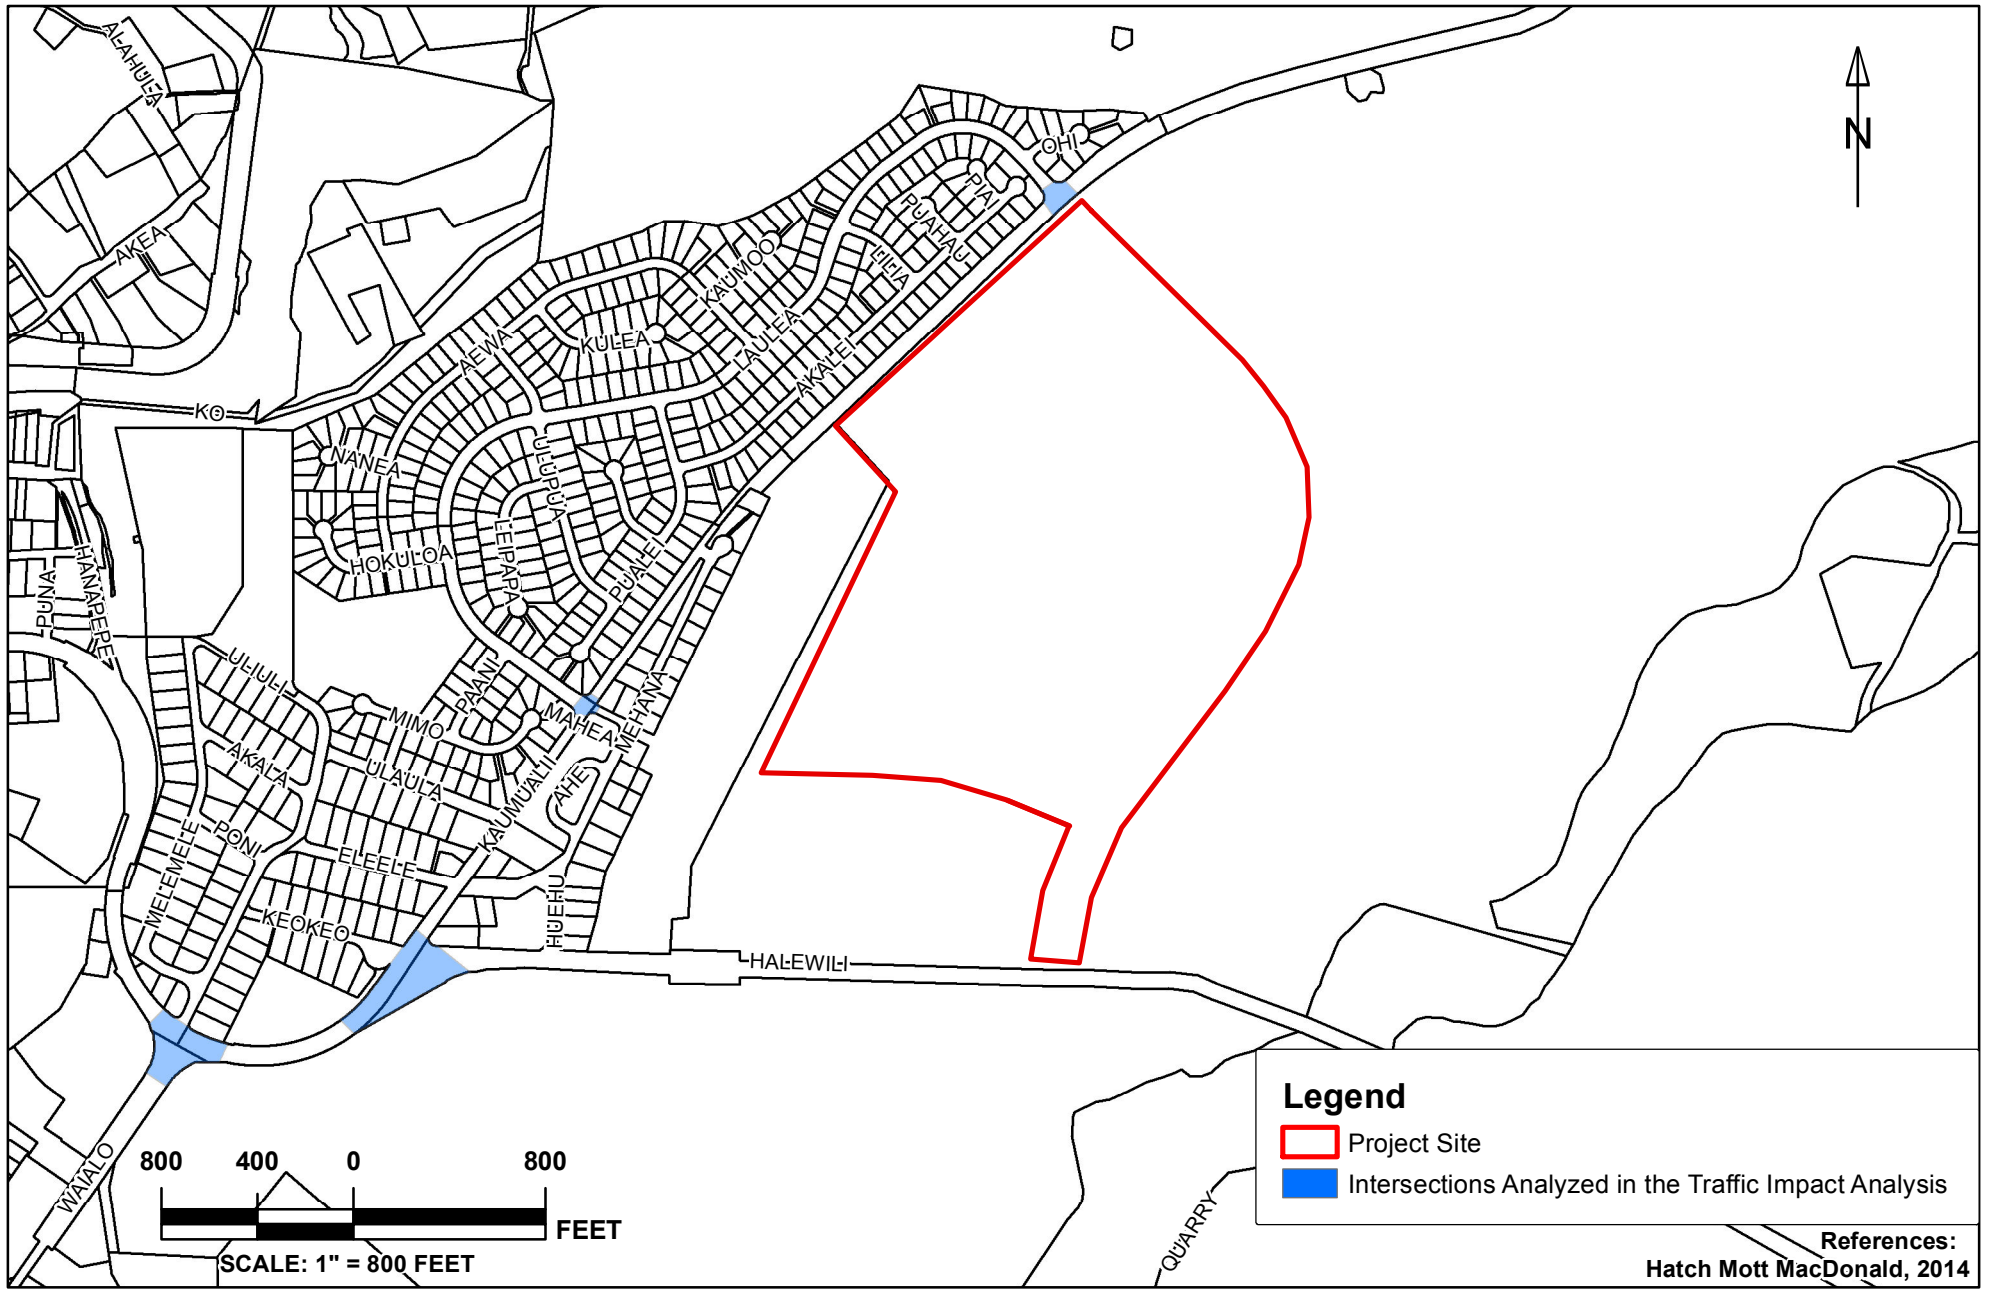 ALAHULA
AKEA
KO
OHI
PIAI
PUAHAU
LILIA
KAUMOO
KULEA
LAULEA
AKALEI
AEWA
NANEA
ULUPUA
LEIPAPA
HOKULOA
PUALEI
HANAPEPE
PUNA
ULIULI
PAANI
MIMO
MAHEA
MEHANA
AKALA
ULAULA
KAUMUALII
AHE
PONI
MELEMELE
ELEELE
HUEHU
KEOKEO
HALEWILI
WAIALO
QUARRY
N
800 400 0 800
FEET
SCALE: 1" = 800 FEET
Legend
Project Site
Intersections Analyzed in the Traffic Impact Analysis
References:
Hatch Mott MacDonald, 2014